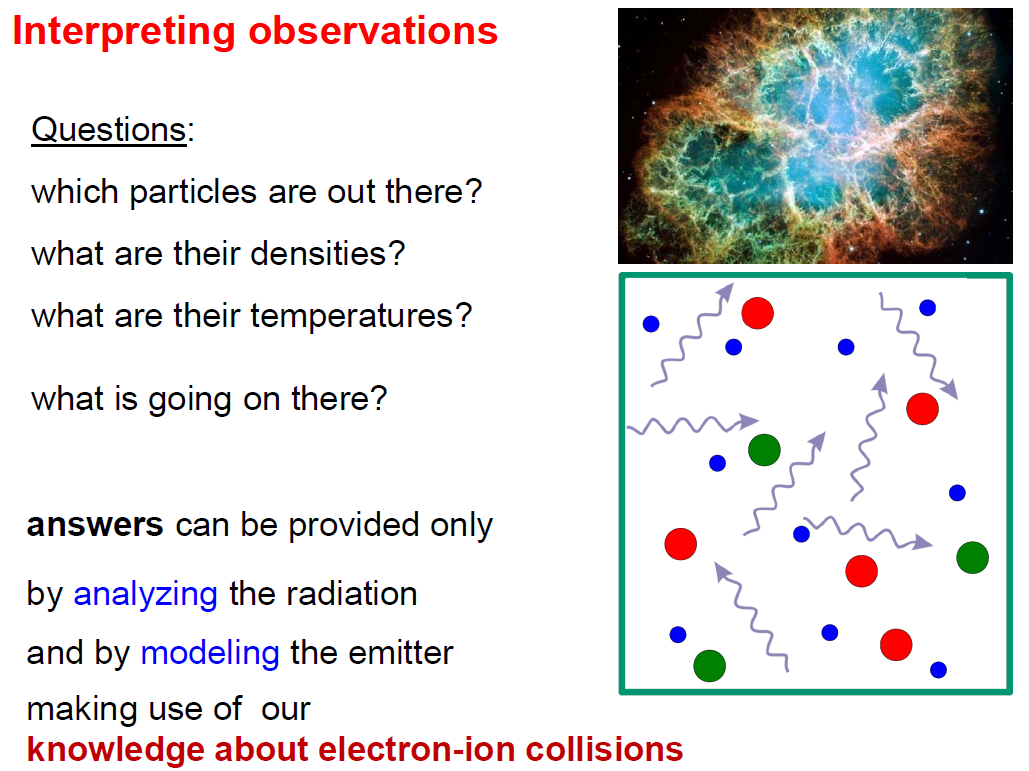 Interpreting observations
Questions:
which particles are out there?
what are their densities?
what are their temperatures?
what is going on there?
answers can be provided only
by analyzing the radiation
and by modeling the emitter
making use of our
knowledge about electron-ion collisions